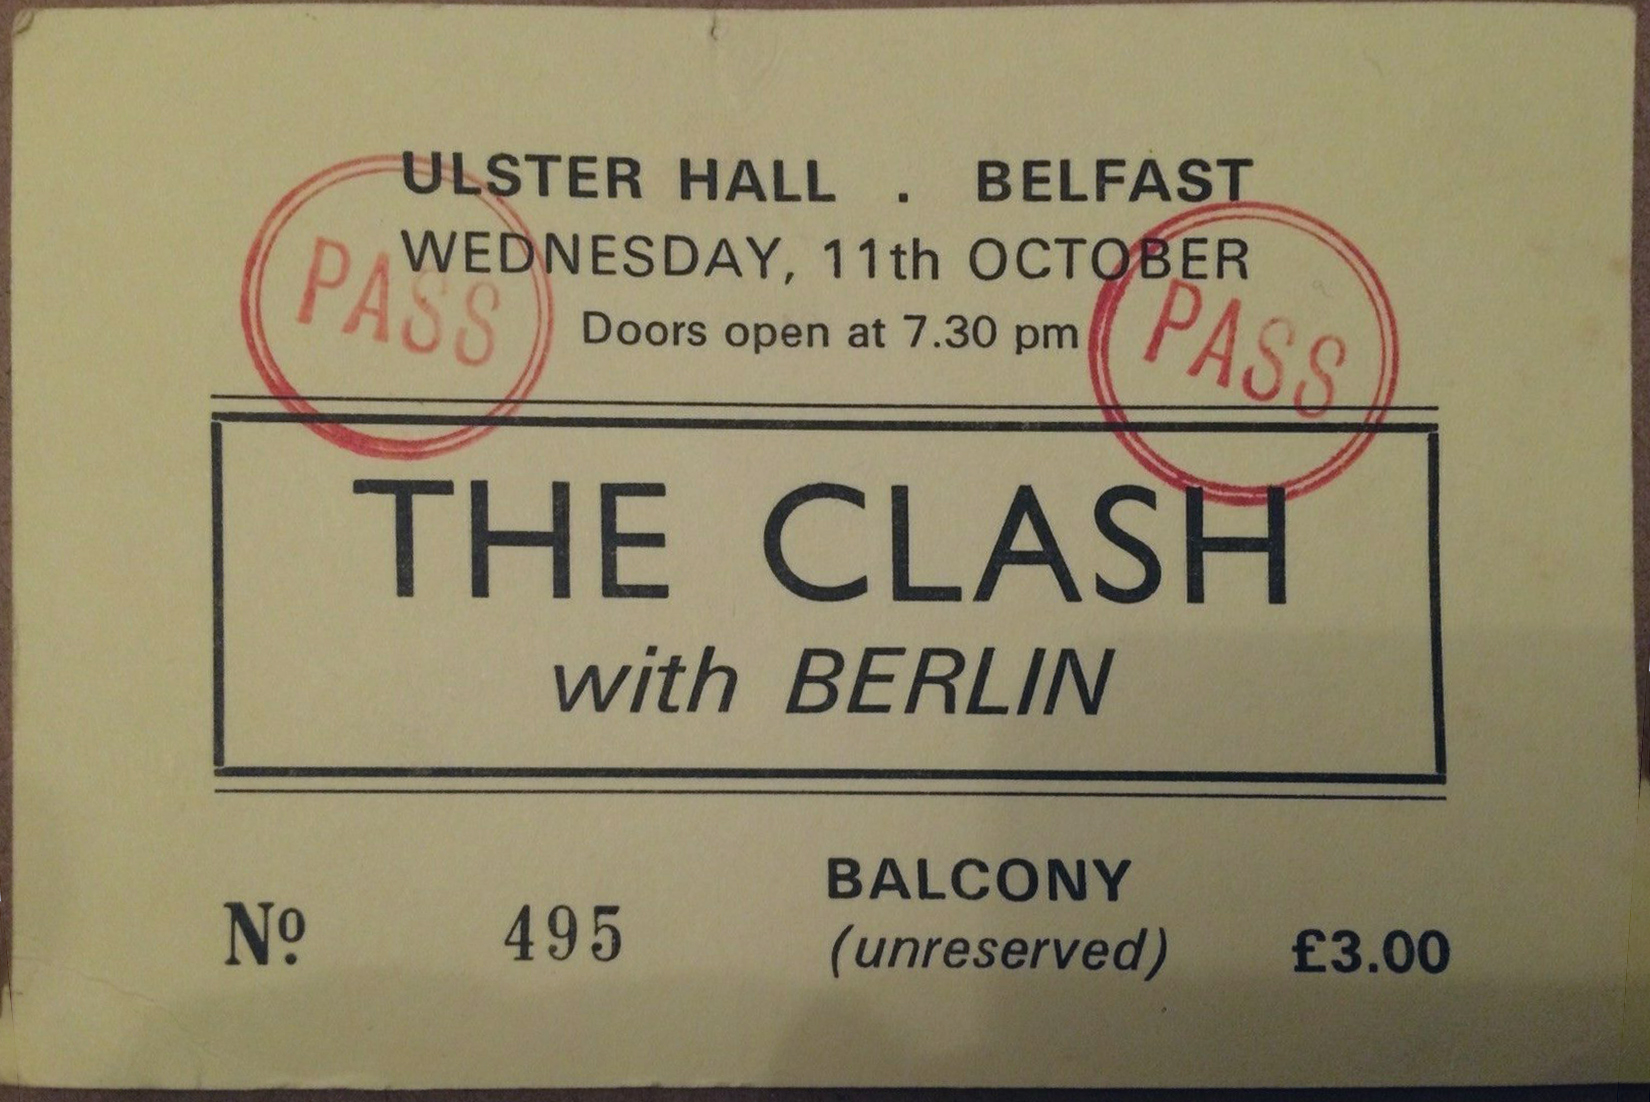 ULSTER HALL . BELFAST
WEDNESDAY, 11th OCTOBER
PASS
PASS
Doors open at 7.30 pm
THE CLASH
with BERLIN
BALCONY
Nº 495 (unreserved) £3.00